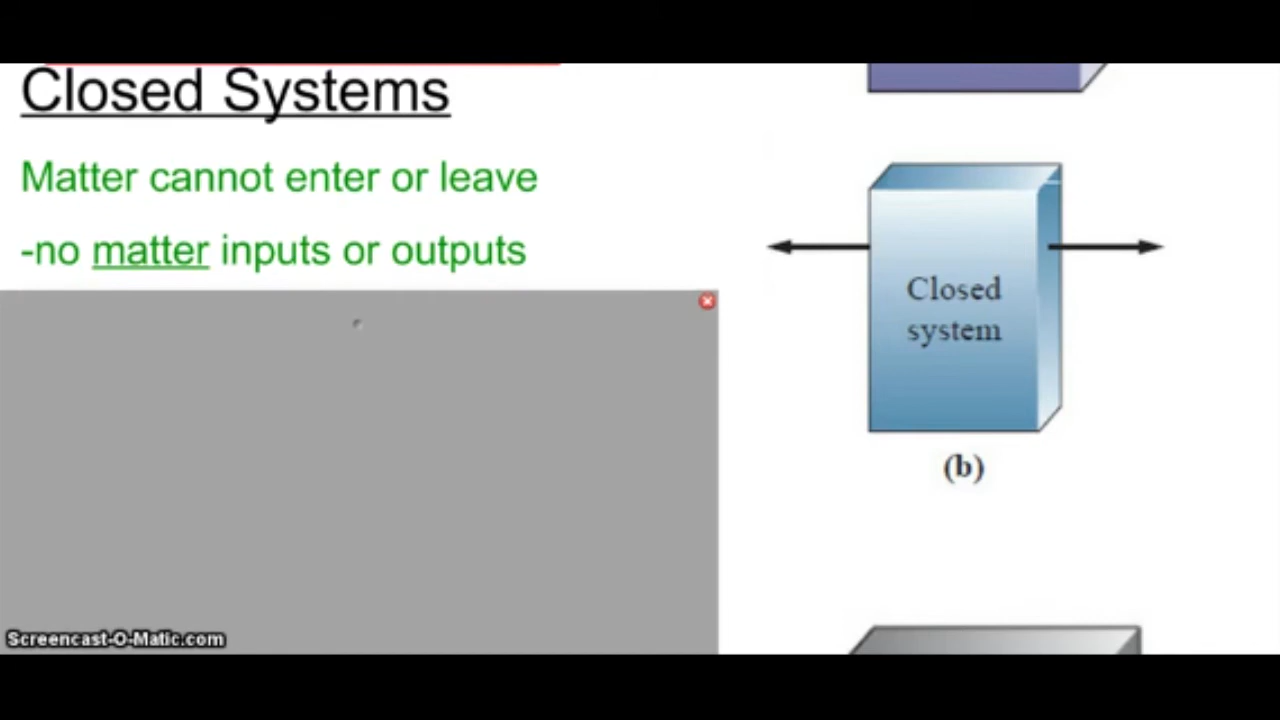 Closed Systems
Matter cannot enter or leave
-no matter inputs or outputs
Closed
system
(b)
Screencast-O-Matic.com